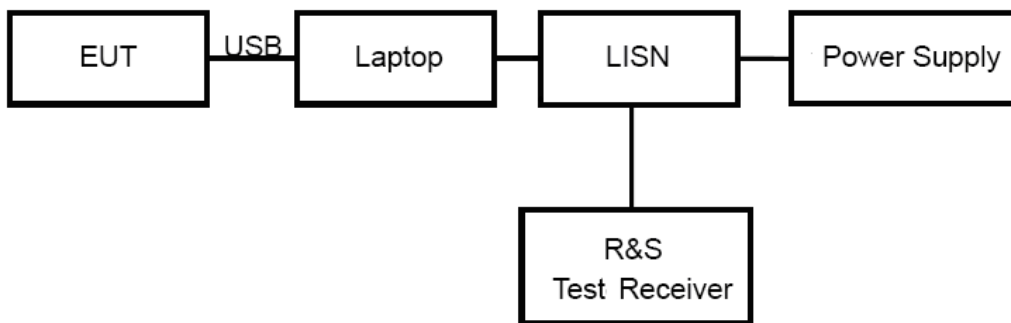 EUT
USB
Laptop
LISN
Power Supply
R&S
Test Receiver